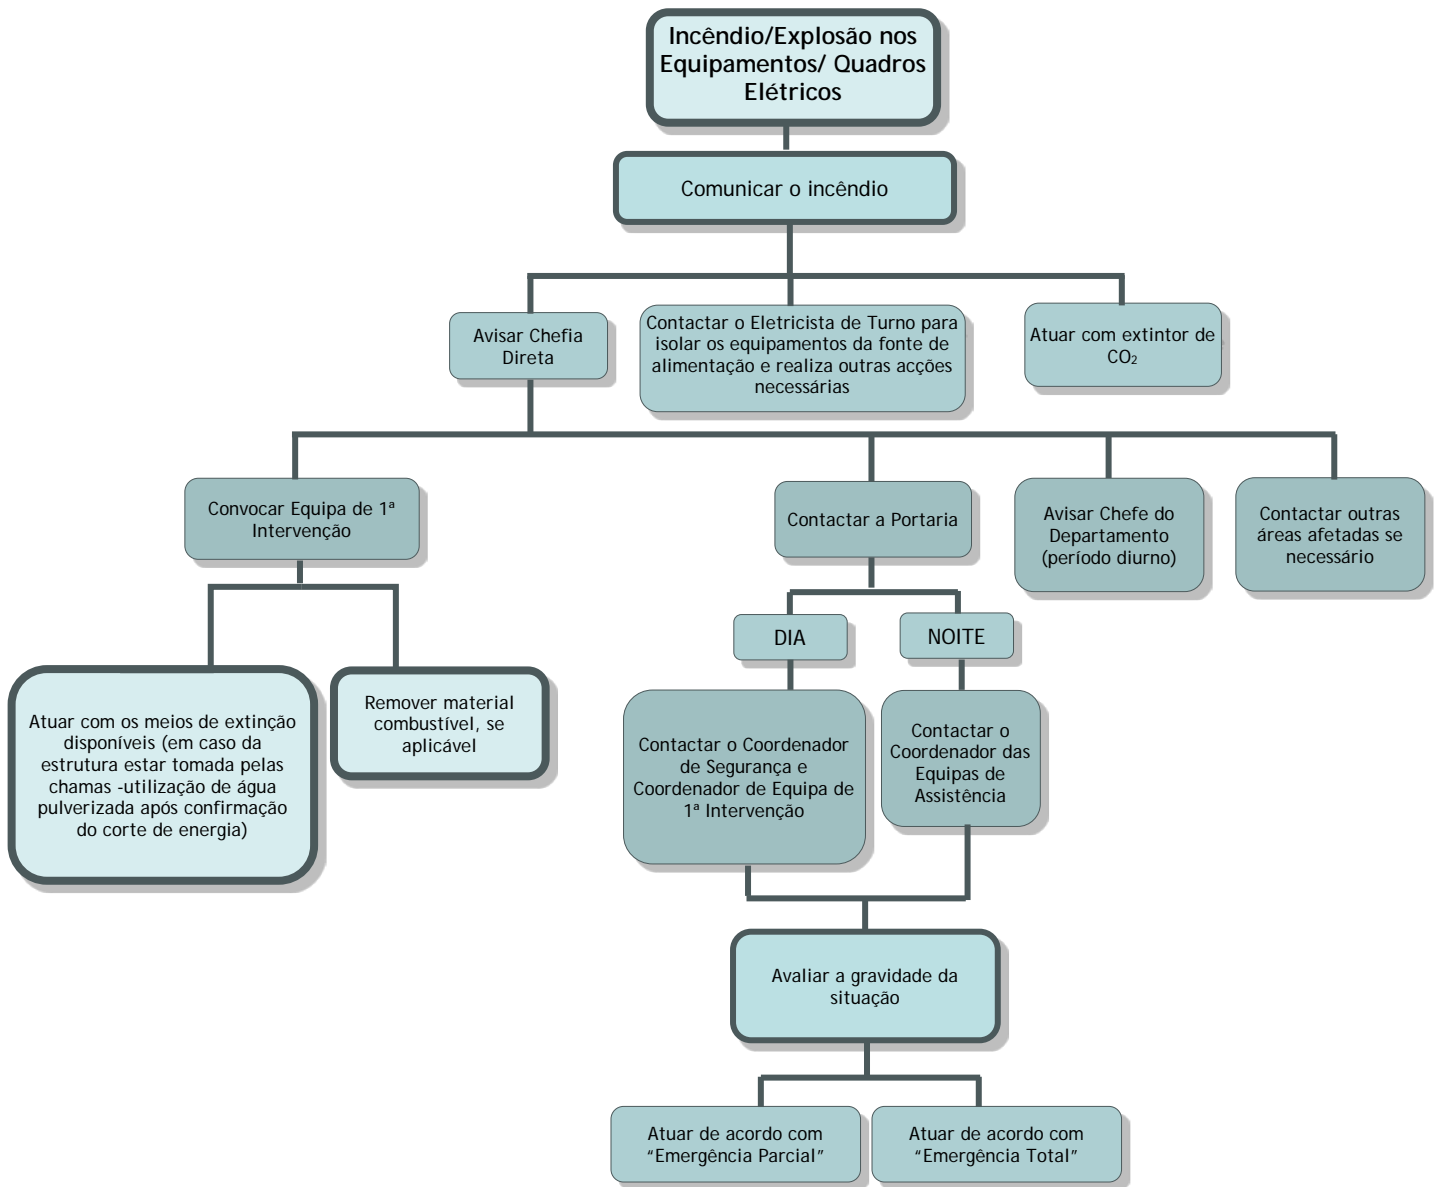 Incêndio/Explosão nos
Equipamentos/ Quadros
Elétricos
Comunicar o incêndio
Avisar Chefia
Direta
Contactar o Eletricista de Turno para
isolar os equipamentos da fonte de
alimentação e realiza outras acções
necessárias
Atuar com extintor de
CO₂
Convocar Equipa de 1ª
Intervenção
Contactar a Portaria
Avisar Chefe do
Departamento
(período diurno)
Contactar outras
áreas afetadas se
necessário
DIA
NOITE
Atuar com os meios de extinção
disponíveis (em caso da
estrutura estar tomada pelas
chamas -utilização de água
pulverizada após confirmação
do corte de energia)
Remover material
combustível, se
aplicável
Contactar o Coordenador
de Segurança e
Coordenador de Equipa de
1ª Intervenção
Contactar o
Coordenador das
Equipas de
Assistência
Avaliar a gravidade da
situação
Atuar de acordo com
“Emergência Parcial”
Atuar de acordo com
“Emergência Total”